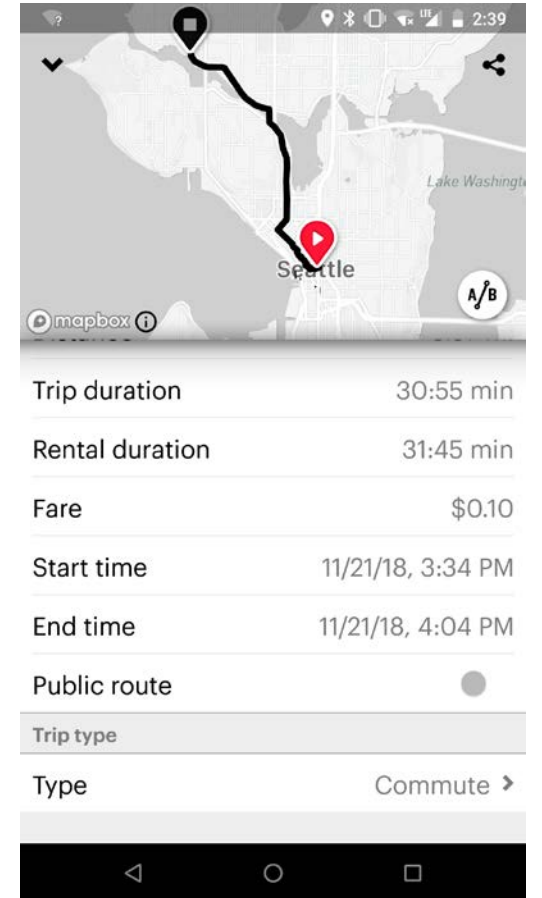 LTE 2:39
Lake Washingt
Seattle
A/B
mapbox
Trip duration 30:55 min
Rental duration 31:45 min
Fare $0.10
Start time 11/21/18, 3:34 PM
End time 11/21/18, 4:04 PM
Public route
Trip type
Type Commute